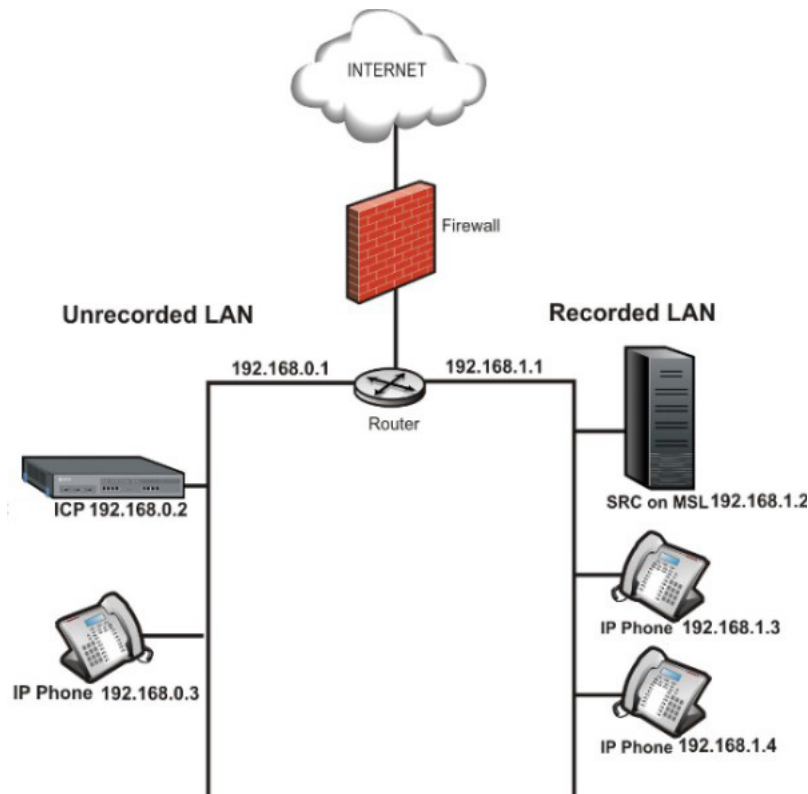 INTERNET
Firewall
Unrecorded LAN
Recorded LAN
192.168.0.1
192.168.1.1
Router
ICP 192.168.0.2
SRC on MSL 192.168.1.2
IP Phone 192.168.1.3
IP Phone 192.168.0.3
IP Phone 192.168.1.4